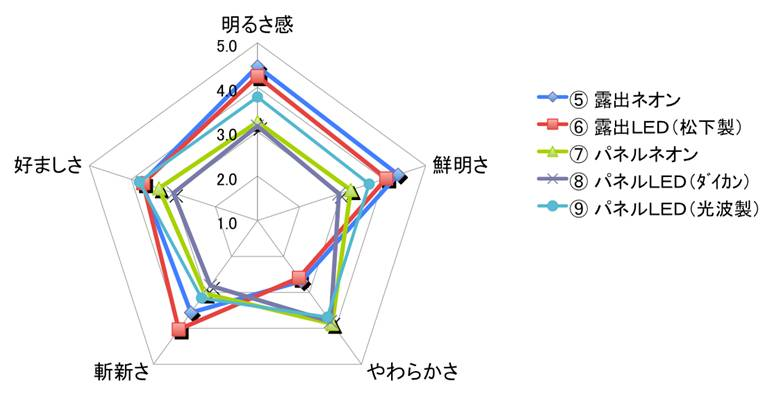 明るさ感
5.0
4.0
3.0
2.0
1.0
鮮明さ
やわらかさ
斬新さ
好ましさ
⑤ 露出ネオン
⑥ 露出LED(松下製)
⑦ パネルネオン
⑧ パネルLED(ﾀﾞｲｶﾝ)
⑨ パネルLED(光波製)